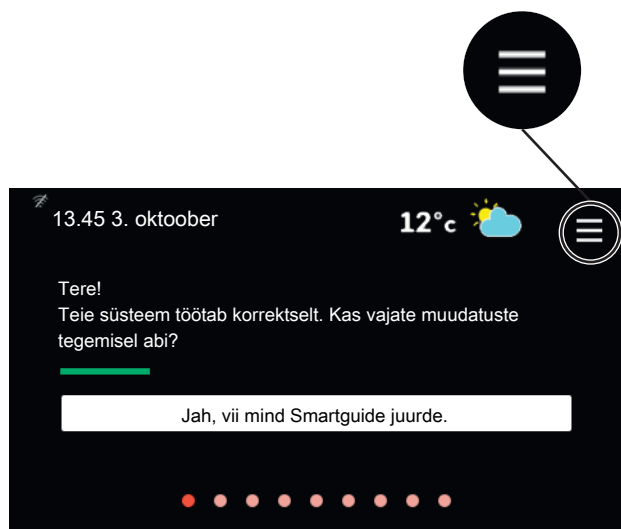 13.45 3. oktoober
12°c
Tere!
Teie süsteem töötab korrektselt. Kas vajate muudatuste
tegemisel abi?
Jah, vii mind Smartguide juurde.